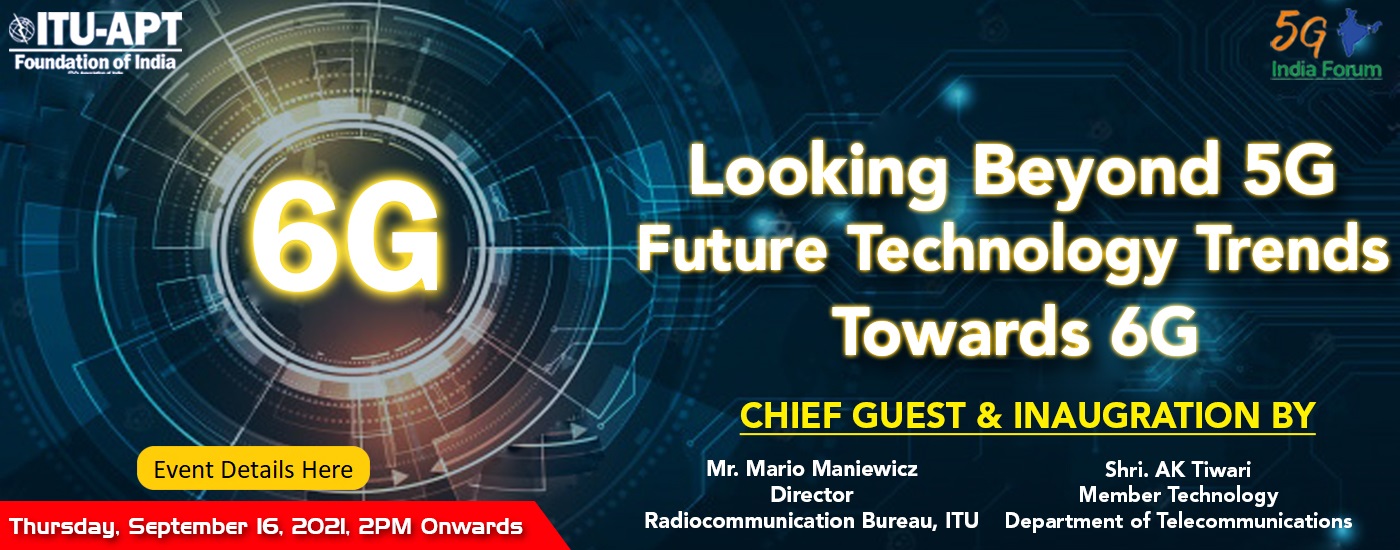 ITU-APT
Foundation of India
5G
India Forum
6G
Looking Beyond 5G
Future Technology Trends
Towards 6G
CHIEF GUEST & INAUGRATION BY
Mr. Mario Maniewicz
Director
Radiocommunication Bureau, ITU
Shri. AK Tiwari
Member Technology
Department of Telecommunications
Event Details Here
Thursday, September 16, 2021, 2PM Onwards